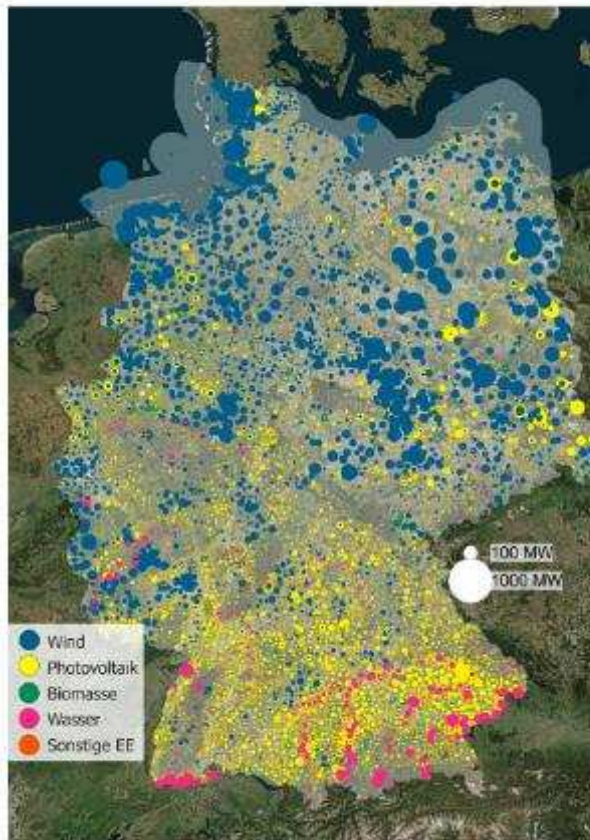 100 MW
1000 MW
Wind
Photovoltaik
Biomasse
Wasser
Sonstige EE